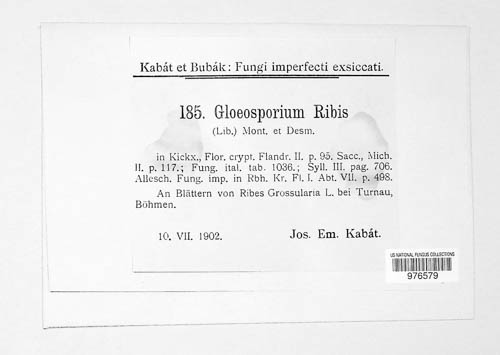 Kabát et Bubák: Fungi imperfecti exsiccati.
185. Gloeosporium Ribis
(Lib.) Mont. et Desm.
in Kickx., Flor. crypt. Flandr. II. p. 95. Sacc., Mich.
II. p. 117.; Fung. ital. tab. 1036.; Syll. III. pag. 706.
Allesch. Fung. imp. in Rbh. Kr. Fl. I. Abt. VII. p. 498.
An Blättern von Ribes Grossularia L. bei Turnau,
Böhmen.
10. VII. 1902.
Jos. Em. Kabát.
US NATIONAL FUNGUS COLLECTIONS
976579